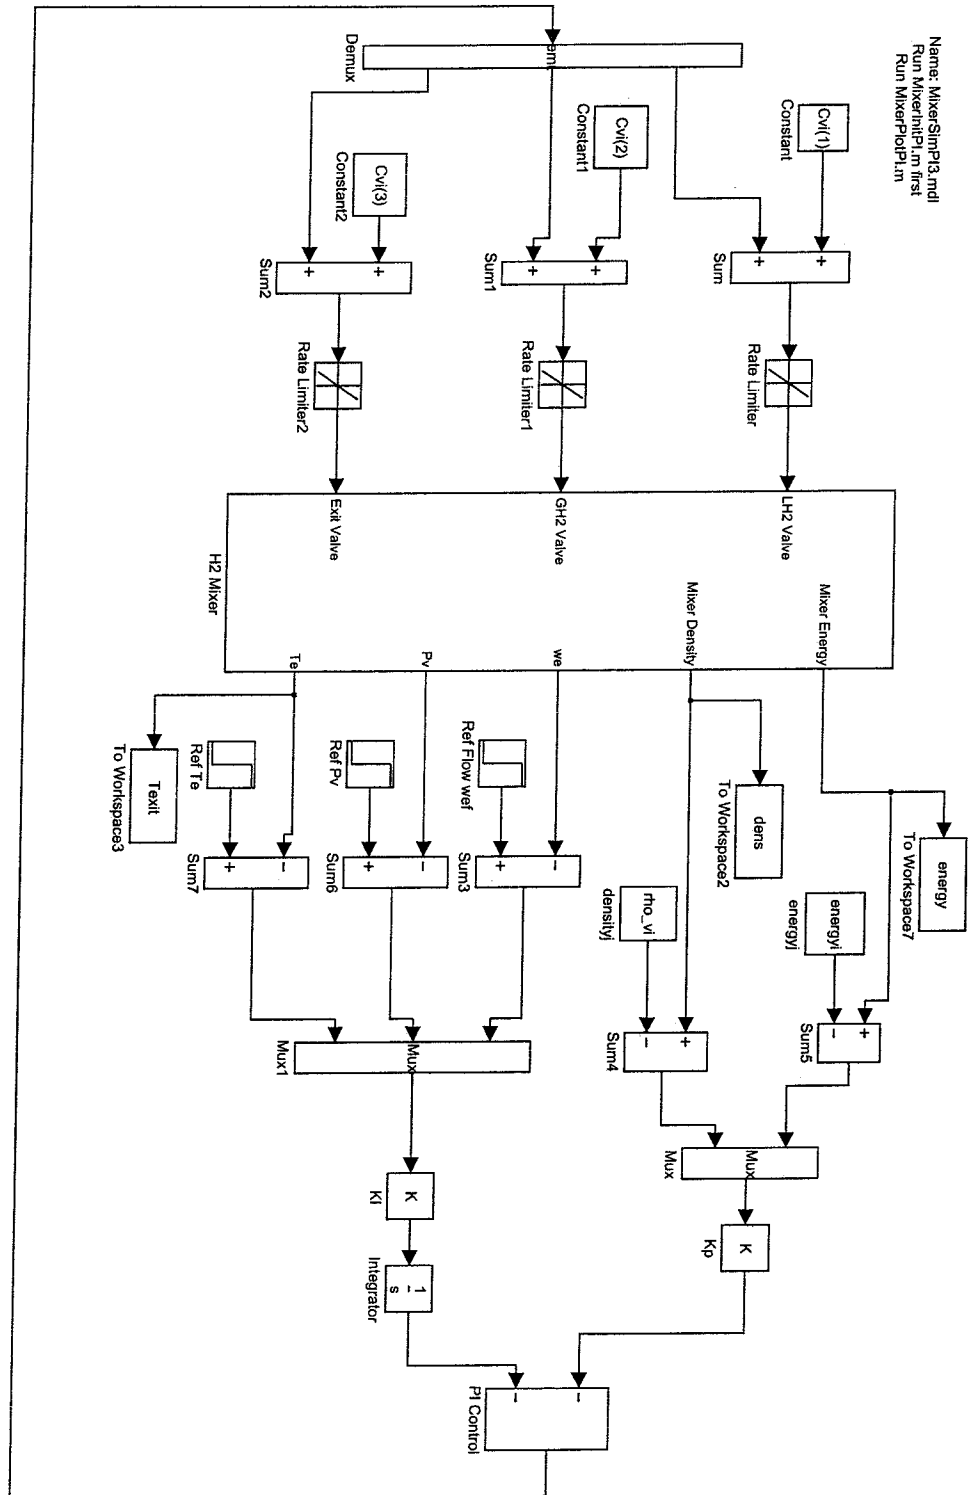 Name: MixerSimPI3.mdl
Run MixerInitPI.m first
Run MixerPlotPI.m
Cvi(1)
Constant
+
+
Sum
Rate Limiter
Cvi(2)
Constant1
+
+
Sum1
Rate Limiter1
Cvi(3)
Constant2
+
+
Sum2
Rate Limiter2
em
Demux
LH2 Valve
GH2 Valve
Exit Valve
Mixer Energy
Mixer Density
we
Pv
Te
H2 Mixer
energy
To Workspace7
energyi
energyj
+
-
Sum5
dens
To Workspace2
rho_vi
densityj
+
-
Sum4
Mux
Mux
K
Kp
Ref Flow wef
-
+
Sum3
Ref Pv
-
+
Sum6
Ref Te
-
+
Sum7
Texit
To Workspace3
Mux
Mux1
K
KI
1
-
s
Integrator
-
-
PI Control